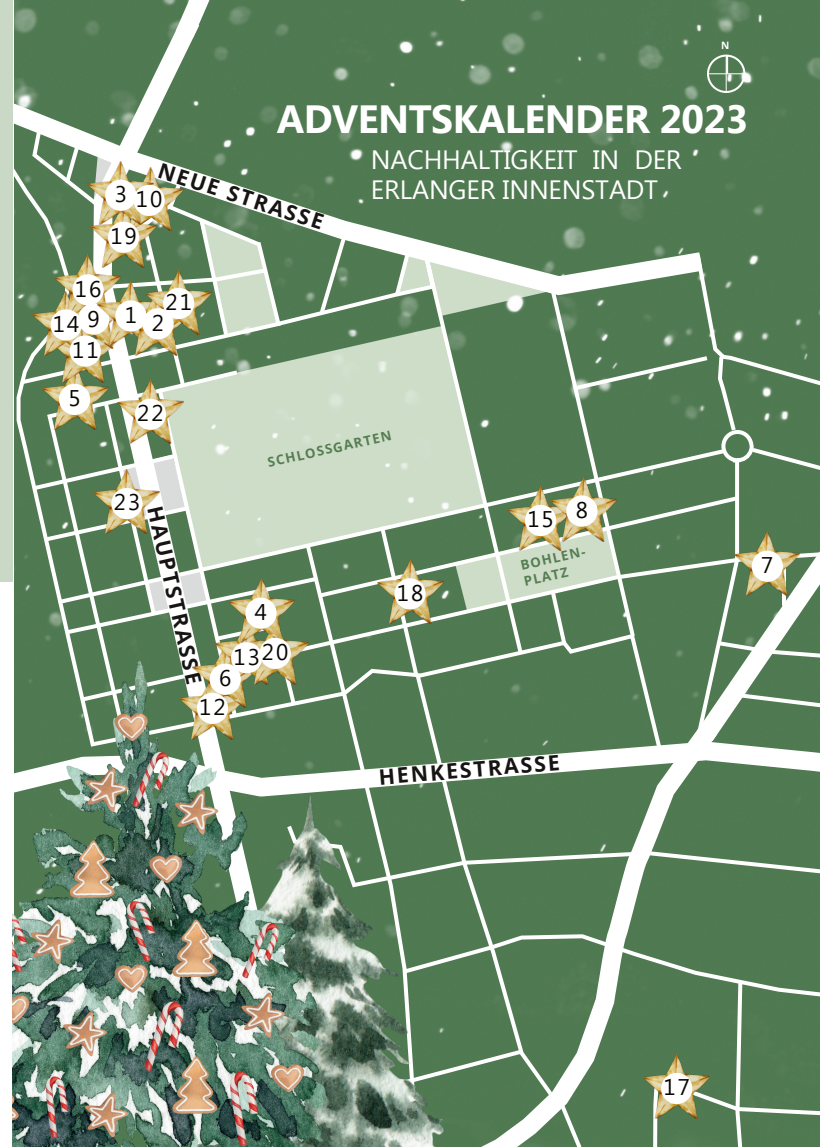 N
ADVENTSKALENDER 2023
NACHHALTIGKEIT IN DER
ERLANGER INNENSTADT
NEUE STRASSE
3
10
19
16
21
14
9
1
2
11
5
22
SCHLOSSGARTEN
23
HAUPTSTRASSE
15
8
BOHLEN-
PLATZ
7
18
4
13
20
6
12
HENKESTRASSE
17